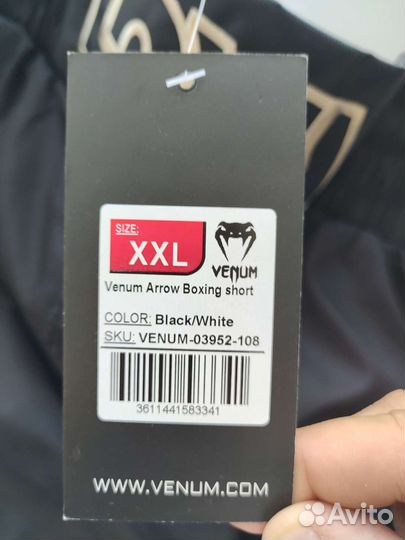 SIZE:
XXL
VENUM
Venum Arrow Boxing short
COLOR: Black/White
SKU: VENUM-03952-108
3611441583341
WWW.VENUM.COM
Avito